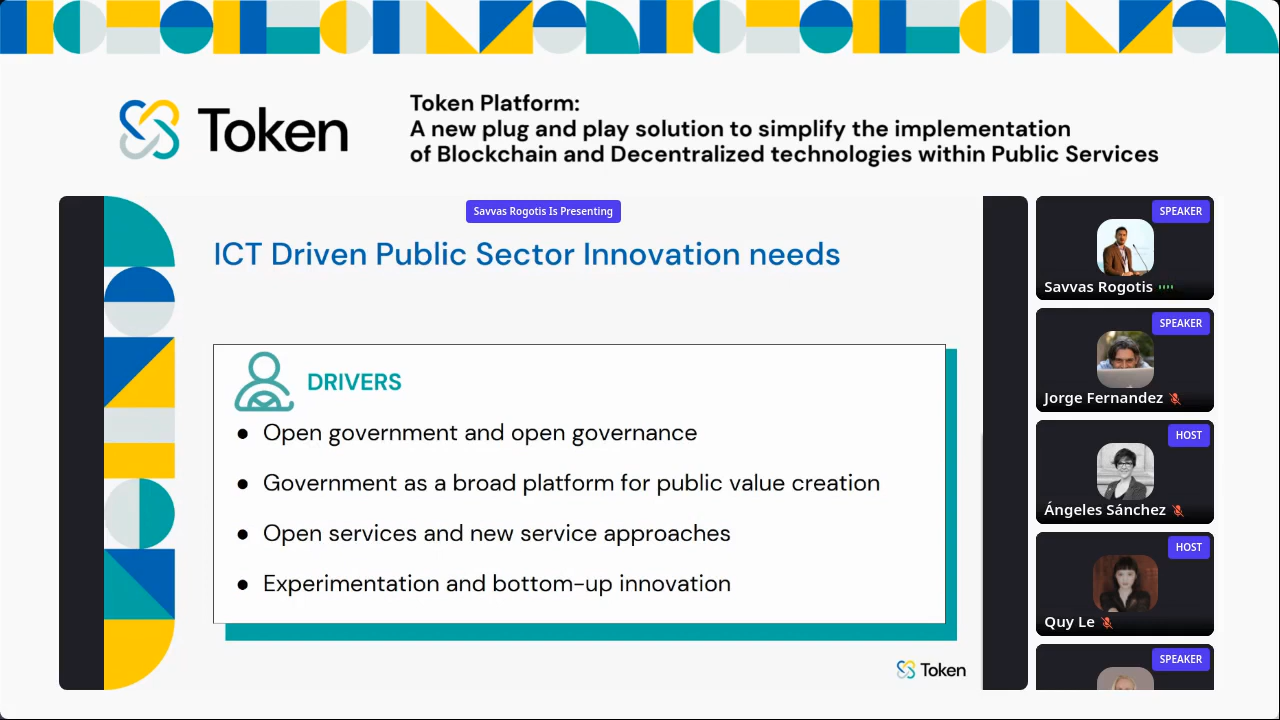 Token
Token Platform:
A new plug and play solution to simplify the implementation
of Blockchain and Decentralized technologies within Public Services
Savvas Rogotis Is Presenting
ICT Driven Public Sector Innovation needs
DRIVERS
● Open government and open governance
● Government as a broad platform for public value creation
● Open services and new service approaches
● Experimentation and bottom-up innovation
Token
SPEAKER
Savvas Rogotis
SPEAKER
Jorge Fernandez
HOST
Ángeles Sánchez
HOST
Quy Le
SPEAKER